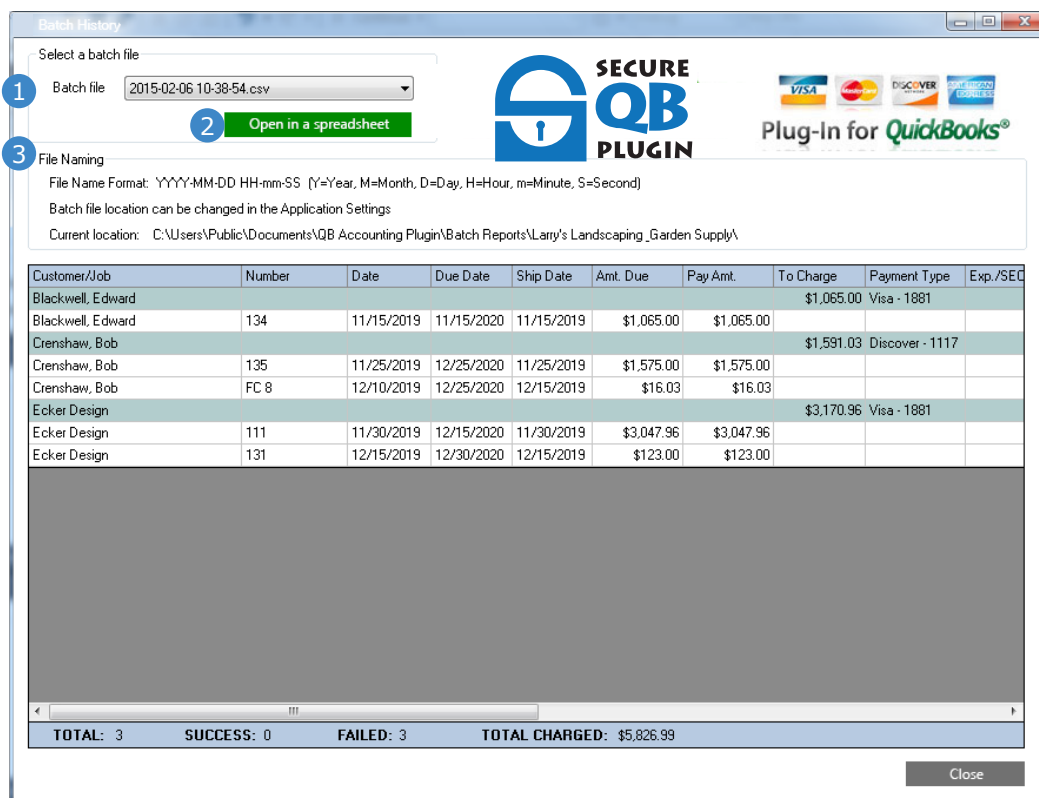 Batch History
Select a batch file
1
Batch file 2015-02-06 10-38-54.csv
2 Open in a spreadsheet
SECURE
QB
PLUGIN
VISA MasterCard DISCOVER NETWORK AMERICAN EXPRESS
Plug-In for QuickBooks®
3 File Naming
File Name Format: YYYY-MM-DD HH-mm-SS (Y=Year, M=Month, D=Day, H=Hour, m=Minute, S=Second)
Batch file location can be changed in the Application Settings
Current location: C:\Users\Public\Documents\QB Accounting Plugin\Batch Reports\Larry's Landscaping _Garden Supply\
Customer/Job Number Date Due Date Ship Date Amt. Due Pay Amt. To Charge Payment Type Exp./SEC
Blackwell, Edward $1,065.00 Visa - 1881
Blackwell, Edward 134 11/15/2019 11/15/2020 11/15/2019 $1,065.00 $1,065.00
Crenshaw, Bob $1,591.03 Discover - 1117
Crenshaw, Bob 135 11/25/2019 12/25/2020 11/25/2019 $1,575.00 $1,575.00
Crenshaw, Bob FC 8 12/10/2019 12/25/2020 12/15/2019 $16.03 $16.03
Ecker Design $3,170.96 Visa - 1881
Ecker Design 111 11/30/2019 12/15/2020 11/30/2019 $3,047.96 $3,047.96
Ecker Design 131 12/15/2019 12/30/2020 12/15/2019 $123.00 $123.00
TOTAL: 3 SUCCESS: 0 FAILED: 3 TOTAL CHARGED: $5,826.99
Close